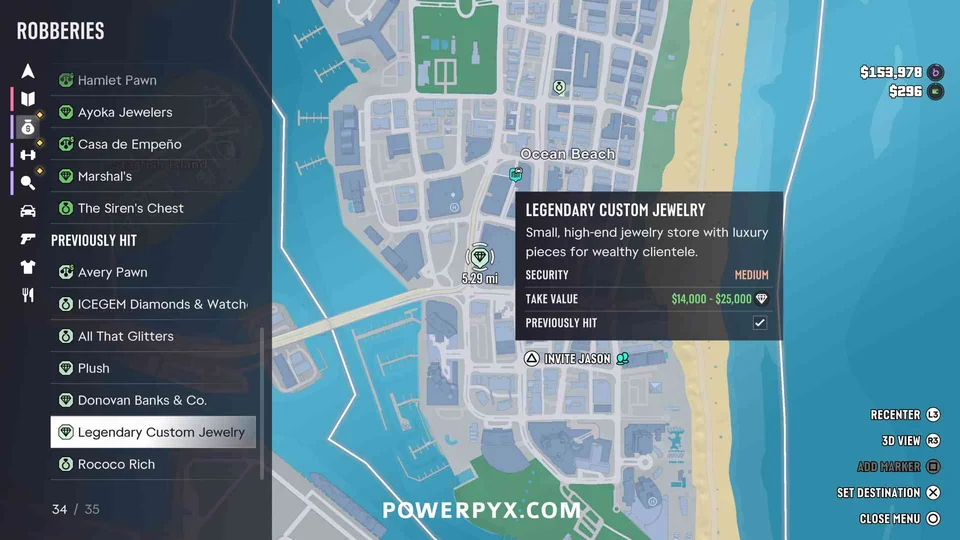 ROBBERIES
Hamlet Pawn
Ayoka Jewelers
Casa de Empeño
Marshal's
The Siren's Chest
PREVIOUSLY HIT
Avery Pawn
ICEGEM Diamonds & Watch
All That Glitters
Plush
Donovan Banks & Co.
Legendary Custom Jewelry
Rococo Rich
34 / 35
$153,978
$296
Ocean Beach
5.29 mi
LEGENDARY CUSTOM JEWELRY
Small, high-end jewelry store with luxury
pieces for wealthy clientele.
SECURITY MEDIUM
TAKE VALUE $14,000 - $25,000
PREVIOUSLY HIT
INVITE JASON
RECENTER L3
3D VIEW R3
ADD MARKER
SET DESTINATION
CLOSE MENU
POWERPYX.COM